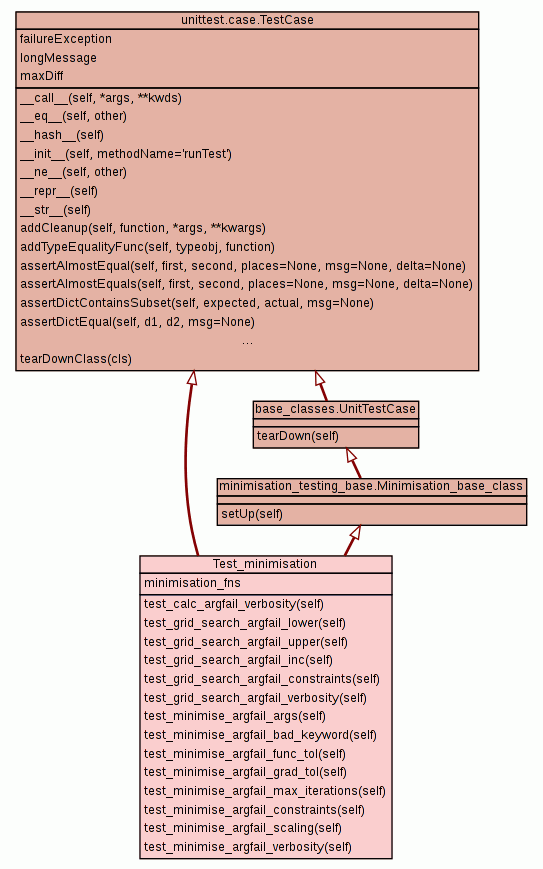 unittest.case.TestCase
failureException
longMessage
maxDiff
__call__(self, *args, **kwds)
__eq__(self, other)
__hash__(self)
__init__(self, methodName='runTest')
__ne__(self, other)
__repr__(self)
__str__(self)
addCleanup(self, function, *args, **kwargs)
addTypeEqualityFunc(self, typeobj, function)
assertAlmostEqual(self, first, second, places=None, msg=None, delta=None)
assertAlmostEquals(self, first, second, places=None, msg=None, delta=None)
assertDictContainsSubset(self, expected, actual, msg=None)
assertDictEqual(self, d1, d2, msg=None)
...
tearDownClass(cls)
base_classes.UnitTestCase
tearDown(self)
minimisation_testing_base.Minimisation_base_class
setUp(self)
Test_minimisation
minimisation_fns
test_calc_argfail_verbosity(self)
test_grid_search_argfail_lower(self)
test_grid_search_argfail_upper(self)
test_grid_search_argfail_inc(self)
test_grid_search_argfail_constraints(self)
test_grid_search_argfail_verbosity(self)
test_minimise_argfail_args(self)
test_minimise_argfail_bad_keyword(self)
test_minimise_argfail_func_tol(self)
test_minimise_argfail_grad_tol(self)
test_minimise_argfail_max_iterations(self)
test_minimise_argfail_constraints(self)
test_minimise_argfail_scaling(self)
test_minimise_argfail_verbosity(self)